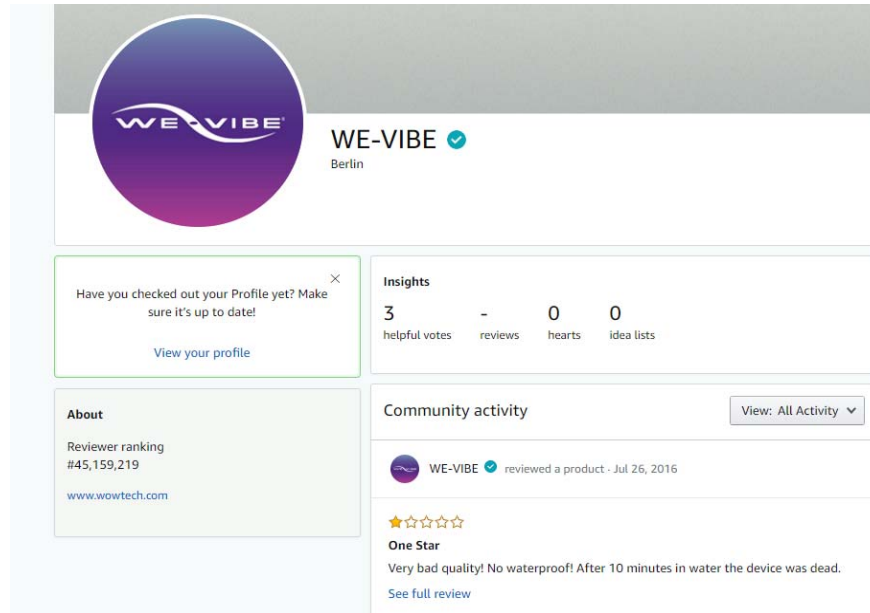 WE-VIBE
WE-VIBE
Berlin
Have you checked out your Profile yet? Make
sure it's up to date!
View your profile
About
Reviewer ranking
#45,159,219
www.wowtech.com
Insights
3
helpful votes
-
reviews
0
hearts
0
idea lists
Community activity
View: All Activity
WE-VIBE reviewed a product · Jul 26, 2016
One Star
Very bad quality! No waterproof! After 10 minutes in water the device was dead.
See full review